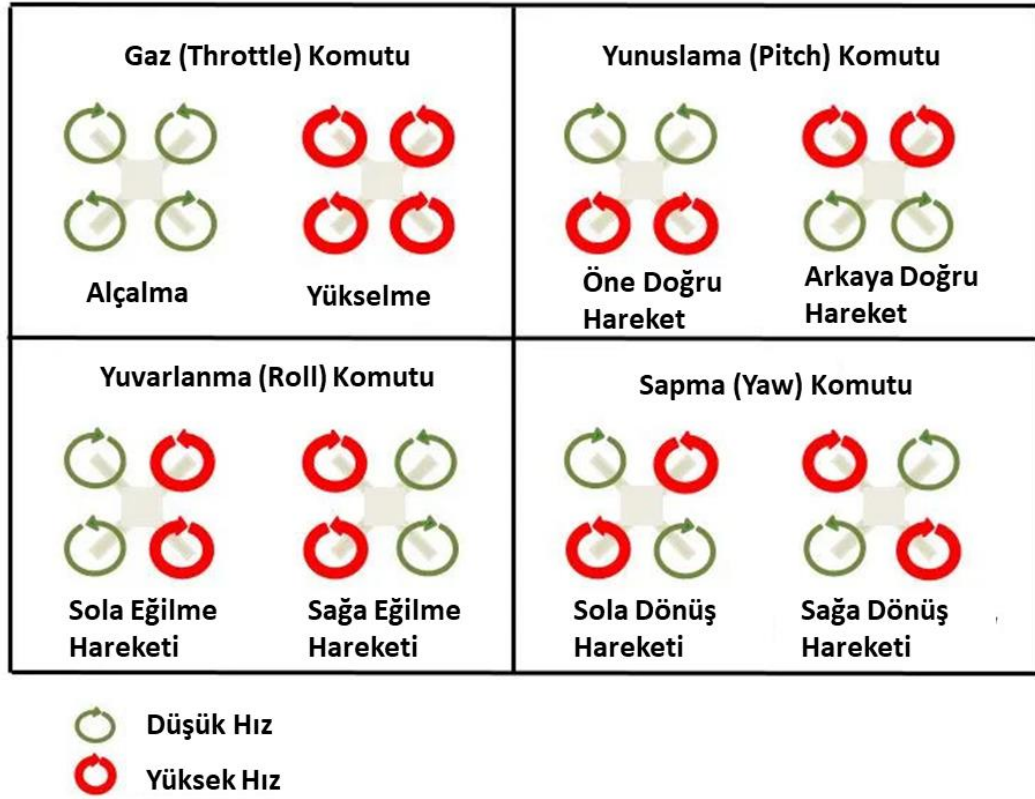 Gaz (Throttle) Komutu
Alçalma
Yükselme
Yunuslama (Pitch) Komutu
Öne Doğru
Hareket
Arkaya Doğru
Hareket
Yuvarlanma (Roll) Komutu
Sola Eğilme
Hareketi
Sağa Eğilme
Hareketi
Sapma (Yaw) Komutu
Sola Dönüş
Hareketi
Sağa Dönüş
Hareketi
Düşük Hız
Yüksek Hız